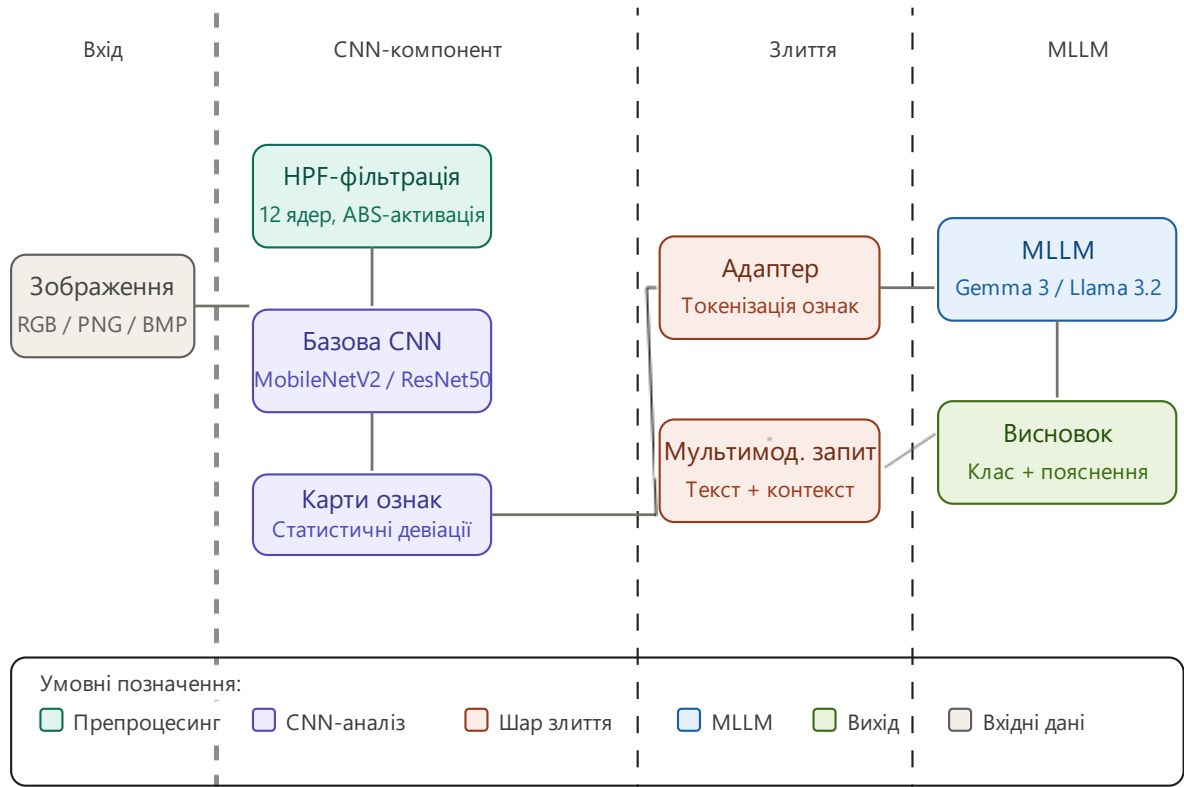 Вхід
CNN-компонент
Злиття
MLLM
HPF-фільтрація
12 ядер, ABS-активація
Зображення
RGB / PNG / BMP
Базова CNN
MobileNetV2 / ResNet50
Карти ознак
Статистичні девіації
Адаптер
Токенізація ознак
Мультимод. запит
Текст + контекст
MLLM
Gemma 3 / Llama 3.2
Висновок
Клас + пояснення
Умовні позначення:
Препроцесинг
CNN-аналіз
Шар злиття
MLLM
Вихід
Вхідні дані